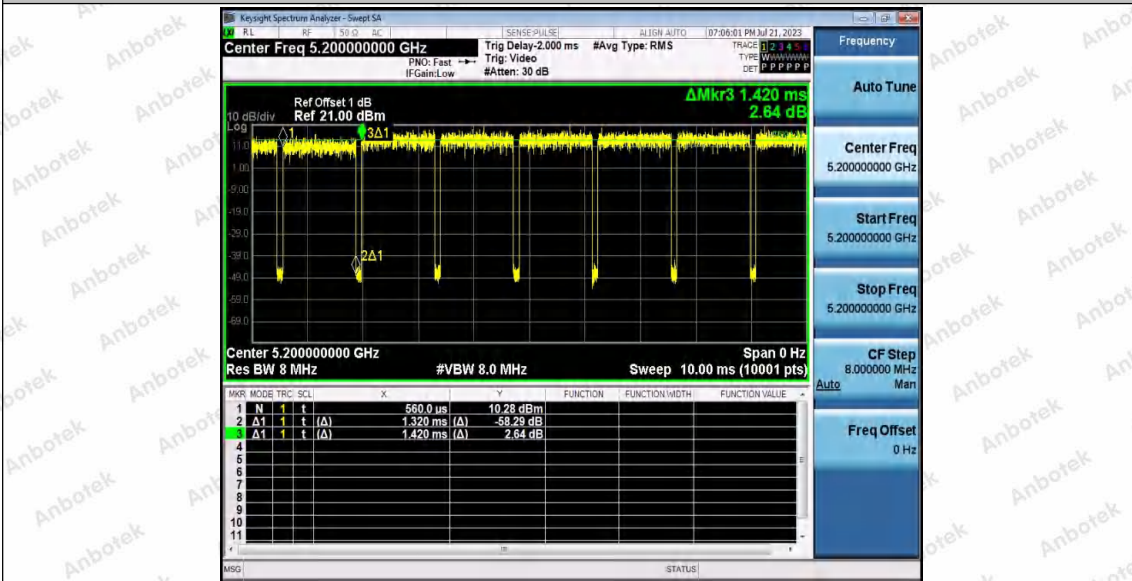 Keysight Spectrum Analyzer - Swept SA
RL RF 50 Ω AC SENSE:PULSE ALIGN AUTO 07:06:01 PM Jul 21, 2023
Center Freq 5.200000000 GHz
PNO: Fast
IFGain:Low
Trig Delay-2.000 ms
Trig: Video
#Atten: 30 dB
#Avg Type: RMS
TRACE 1 2 3 4 5 6
TYPE WWWWWW
DET P P P P P P
Ref Offset 1 dB
10 dB/div Ref 21.00 dBm
Log
ΔMkr3 1.420 ms
2.64 dB
1
3Δ1
11.0
1.00
-9.00
-19.0
-29.0
-39.0
2Δ1
-49.0
-59.0
-69.0
Center 5.200000000 GHz Span 0 Hz
Res BW 8 MHz #VBW 8.0 MHz Sweep 10.00 ms (10001 pts)
MKR MODE TRC SCL X Y FUNCTION FUNCTION WIDTH FUNCTION VALUE
1 N 1 t 560.0 µs 10.28 dBm
2 Δ1 1 t (Δ) 1.320 ms (Δ) -58.29 dB
3 Δ1 1 t (Δ) 1.420 ms (Δ) 2.64 dB
4
5
6
7
8
9
10
11
MSG STATUS
Frequency
Auto Tune
Center Freq
5.200000000 GHz
Start Freq
5.200000000 GHz
Stop Freq
5.200000000 GHz
CF Step
8.000000 MHz
Auto Man
Freq Offset
0 Hz
Anbotek